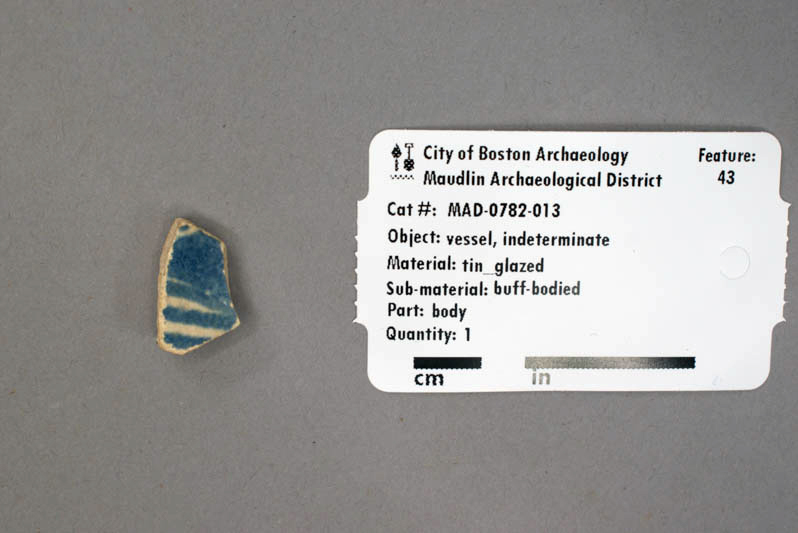 City of Boston Archaeology
Maudlin Archaeological District
Feature:
43
Cat #: MAD-0782-013
Object: vessel, indeterminate
Material: tin_glazed
Sub-material: buff-bodied
Part: body
Quantity: 1
cm in